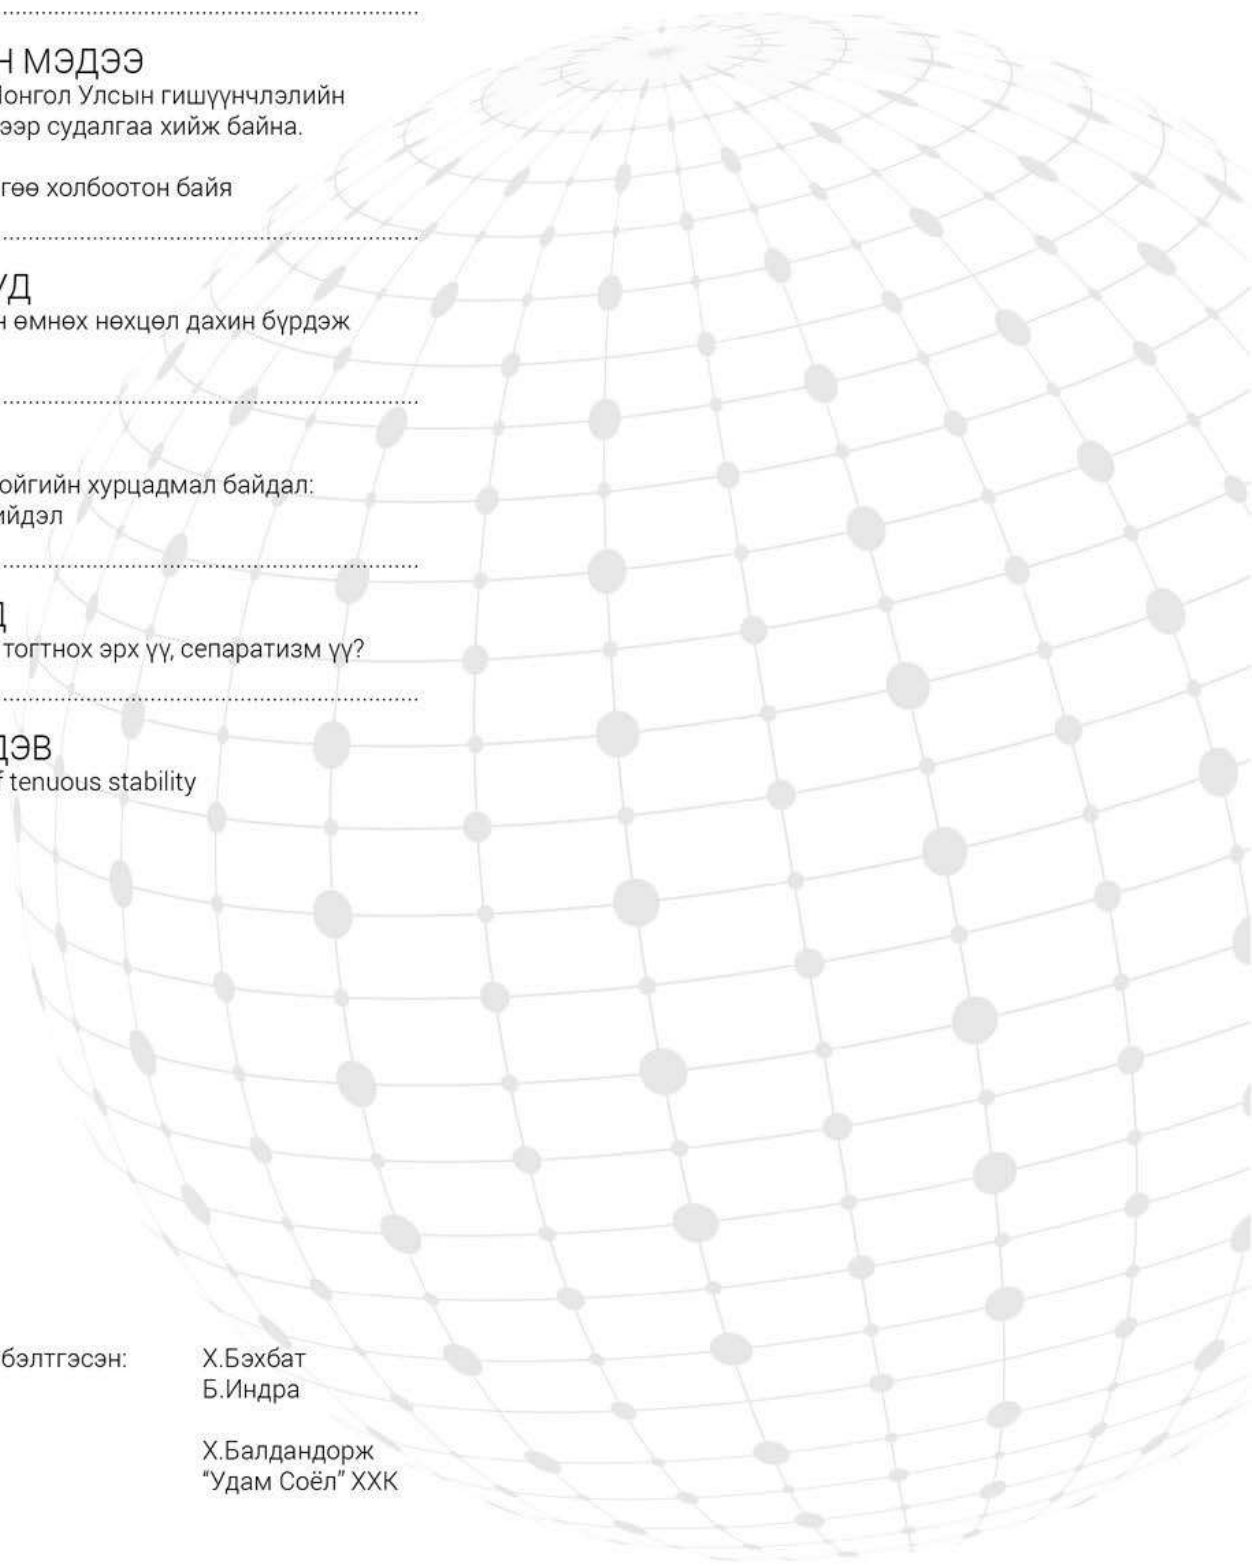 Н МЭДЭЭ
Монгол Улсын гишүүнчлэлийн
ээр судалгаа хийж байна.
гөө холбоотон байя
УД
н өмнөх нөхцөл дахин бүрдэж
ойгийн хурцадмал байдал:
ийдэл
Д
тогтнох эрх үү, сепаратизм үү?
ДЭВ
f tenuous stability
бэлтгэсэн: Х.Бэхбат
Б.Индра
Х.Балдандорж
“Удам Соёл” ХХК